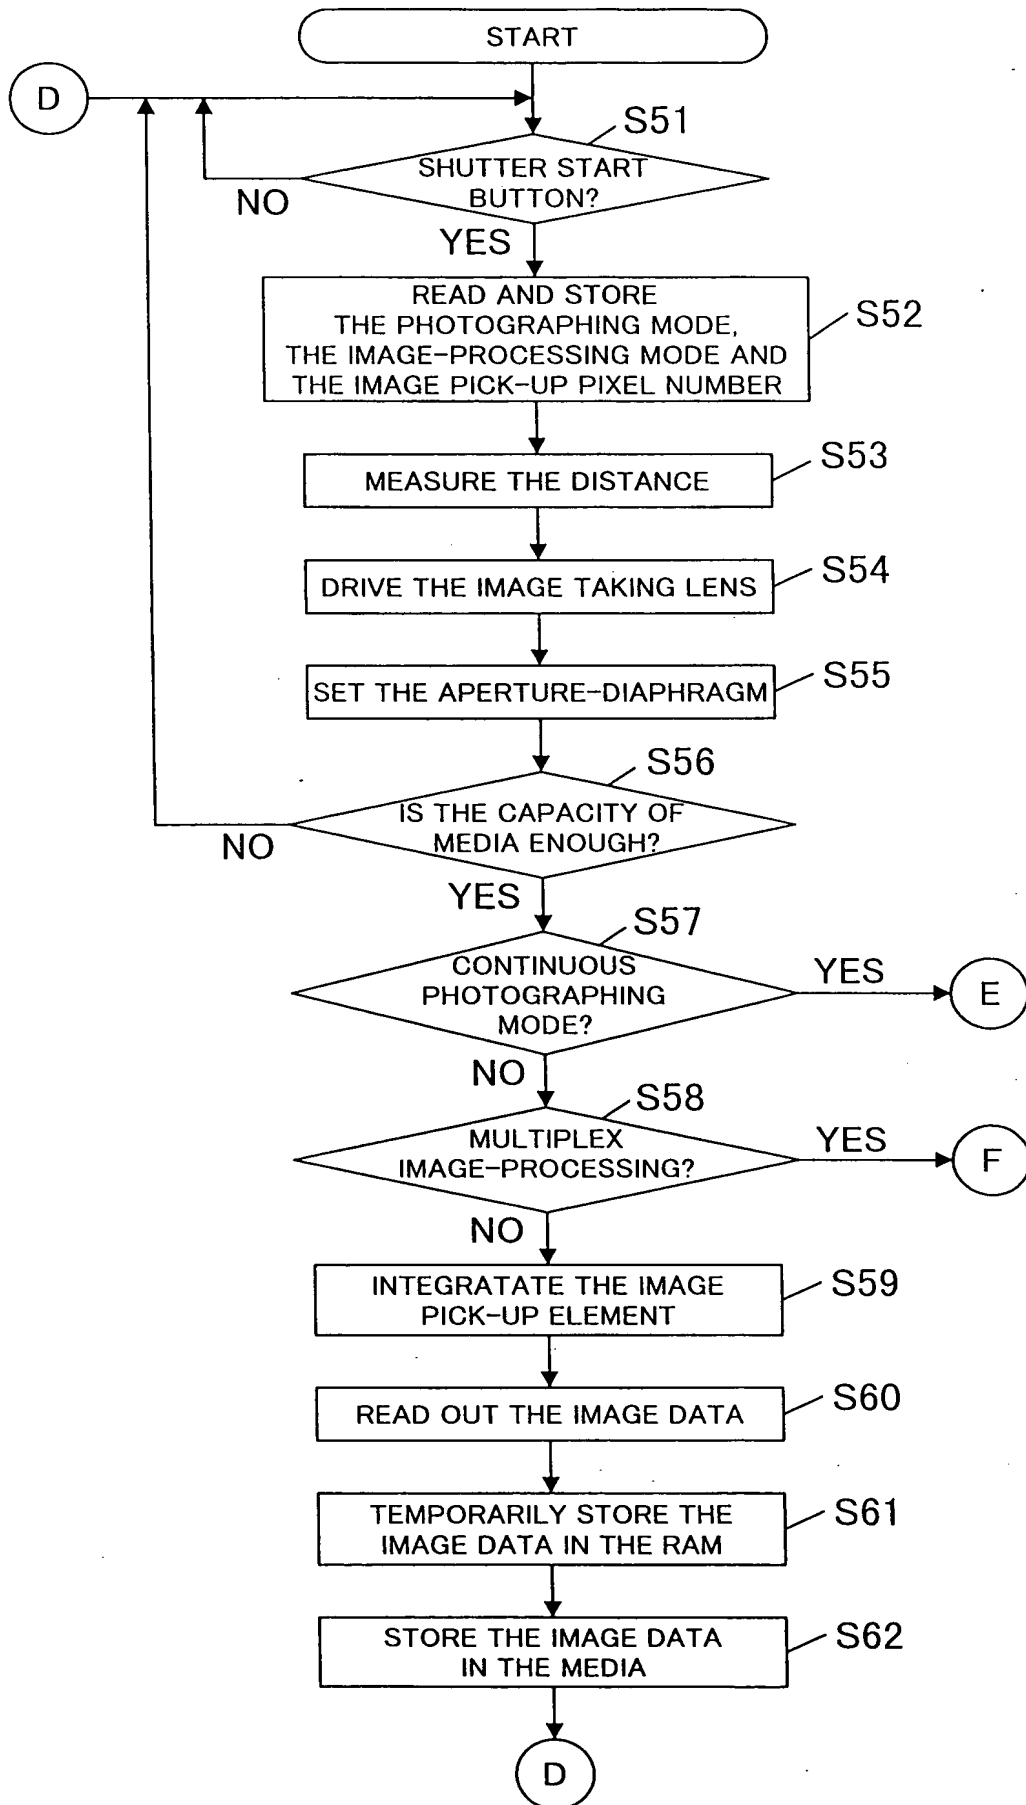 START
D
S51
SHUTTER START
BUTTON?
NO
YES
READ AND STORE
THE PHOTOGRAPHING MODE,
THE IMAGE-PROCESSING MODE AND
THE IMAGE PICK-UP PIXEL NUMBER
S52
S53
MEASURE THE DISTANCE
S54
DRIVE THE IMAGE TAKING LENS
S55
SET THE APERTURE-DIAPHRAGM
S56
IS THE CAPACITY OF
MEDIA ENOUGH?
NO
YES
S57
CONTINUOUS
PHOTOGRAPHING
MODE?
YES
E
NO
S58
MULTIPLEX
IMAGE-PROCESSING?
YES
F
NO
S59
INTEGRATATE THE IMAGE
PICK-UP ELEMENT
S60
READ OUT THE IMAGE DATA
S61
TEMPORARILY STORE THE
IMAGE DATA IN THE RAM
S62
STORE THE IMAGE DATA
IN THE MEDIA
D